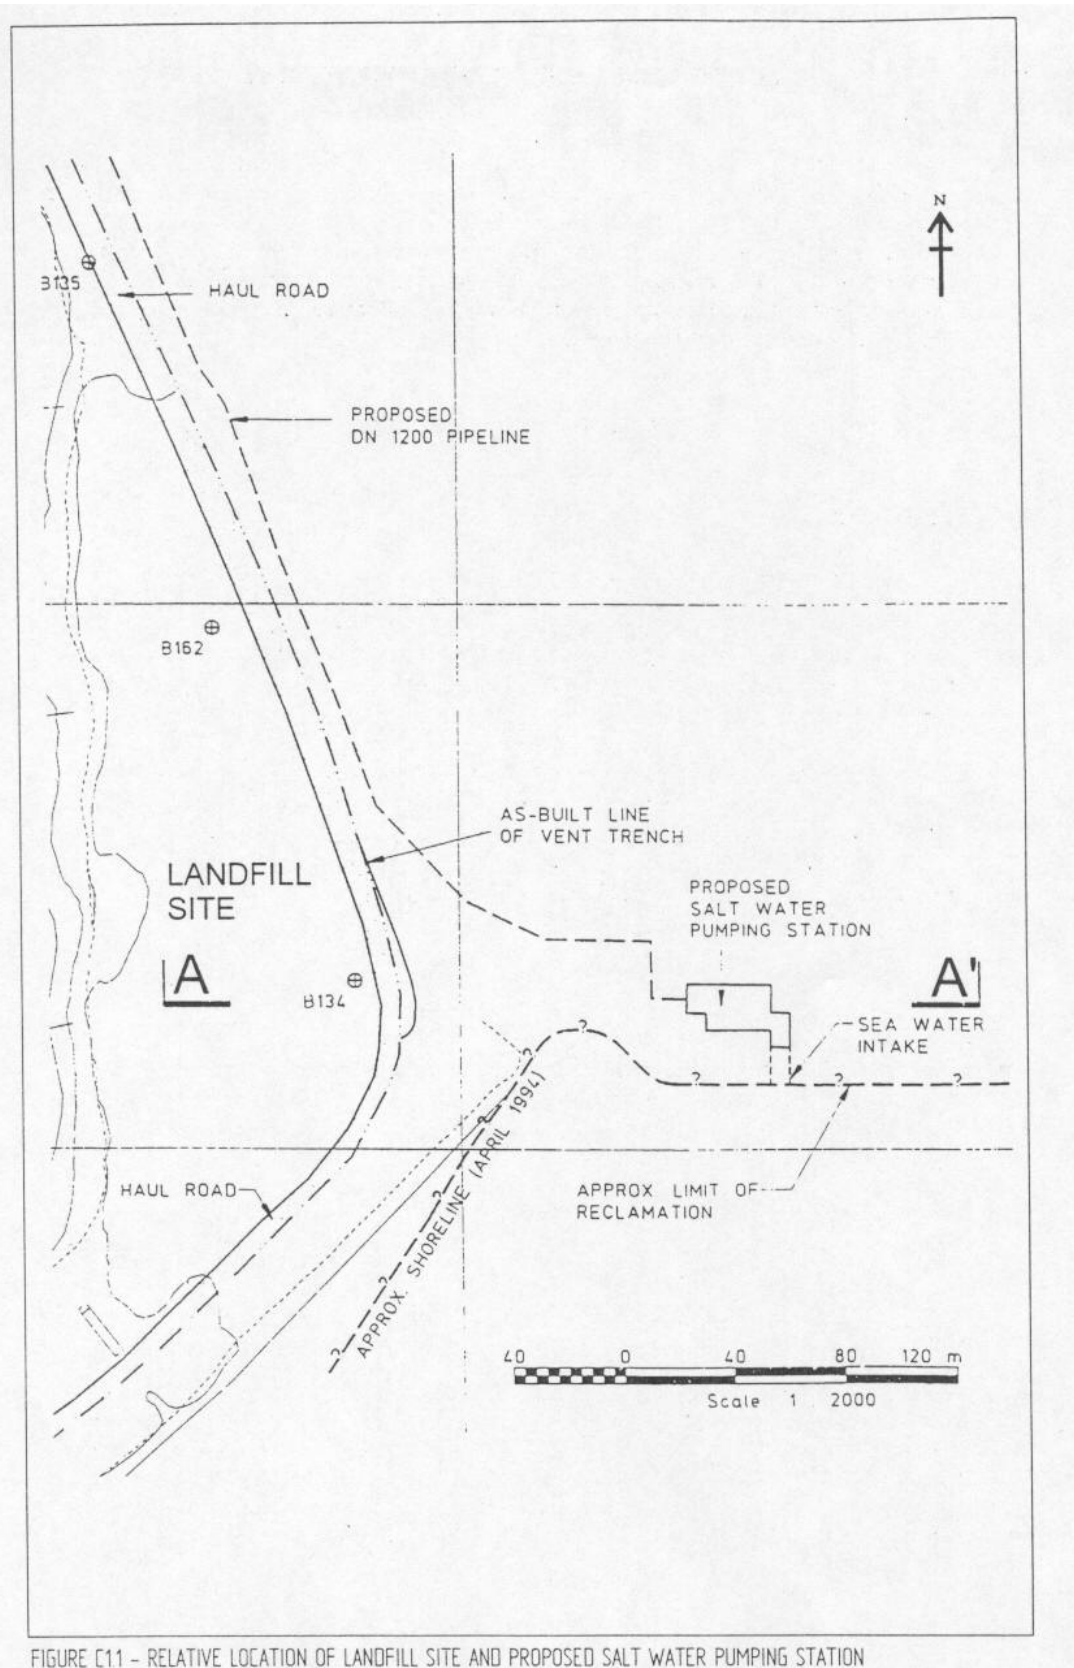 N
B135
HAUL ROAD
PROPOSED
DN 1200 PIPELINE
B162
AS-BUILT LINE
OF VENT TRENCH
LANDFILL
SITE
PROPOSED
SALT WATER
PUMPING STATION
A
A'
B134
SEA WATER
INTAKE
? ? ? ? ? ? ? ? ?
APPROX. SHORELINE (APRIL 1994)
HAUL ROAD
APPROX LIMIT OF
RECLAMATION
40 0 40 80 120 m
Scale 1 : 2000
FIGURE C1.1 - RELATIVE LOCATION OF LANDFILL SITE AND PROPOSED SALT WATER PUMPING STATION